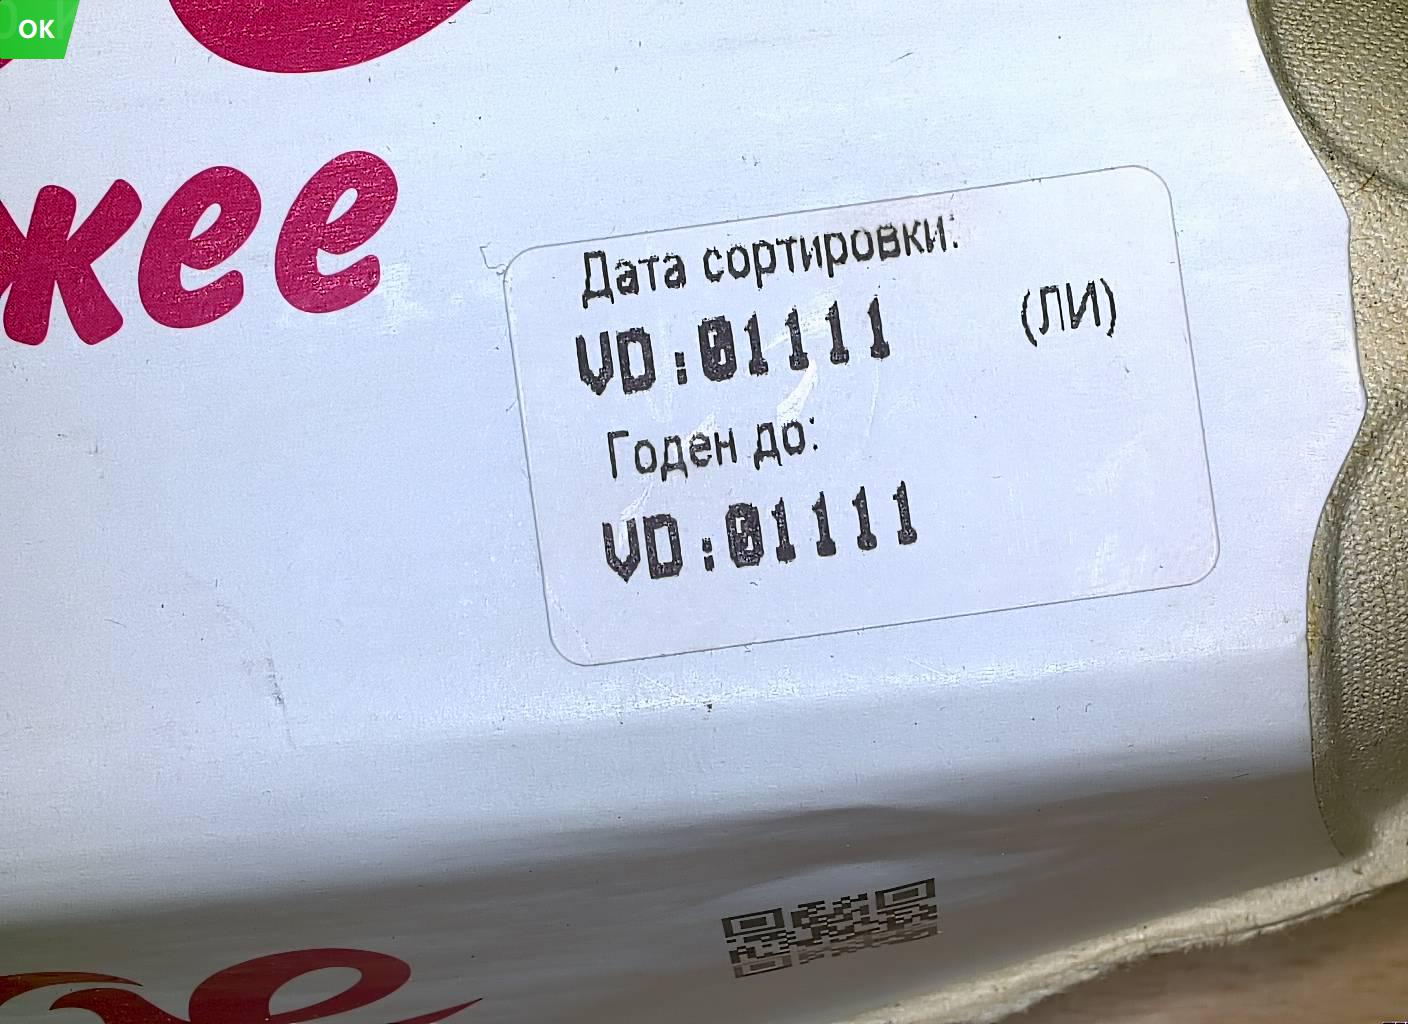 OK
жее
Дата сортировки:
VD:01111 (ЛИ)
Годен до:
VD:01111